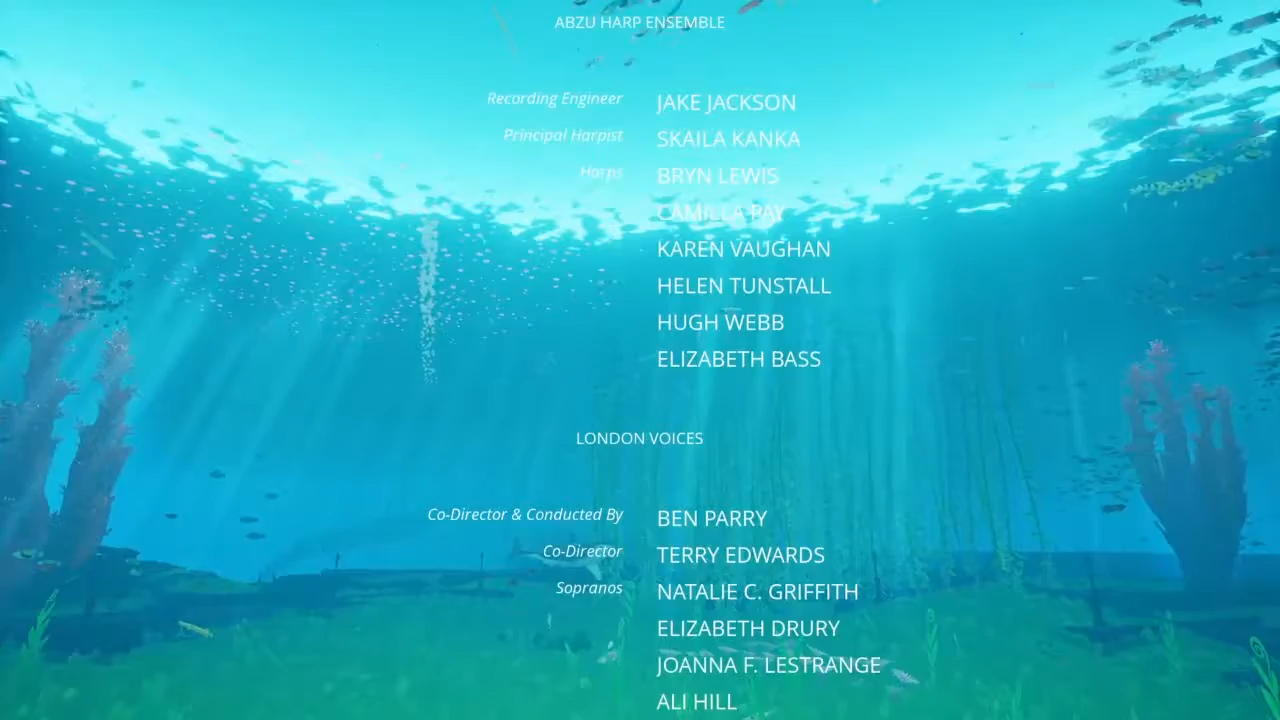 ABZU HARP ENSEMBLE
Recording Engineer JAKE JACKSON
Principal Harpist SKAILA KANKA
Harps BRYN LEWIS
CAMILLA PAY
KAREN VAUGHAN
HELEN TUNSTALL
HUGH WEBB
ELIZABETH BASS
LONDON VOICES
Co-Director & Conducted By BEN PARRY
Co-Director TERRY EDWARDS
Sopranos NATALIE C. GRIFFITH
ELIZABETH DRURY
JOANNA F. LESTRANGE
ALI HILL